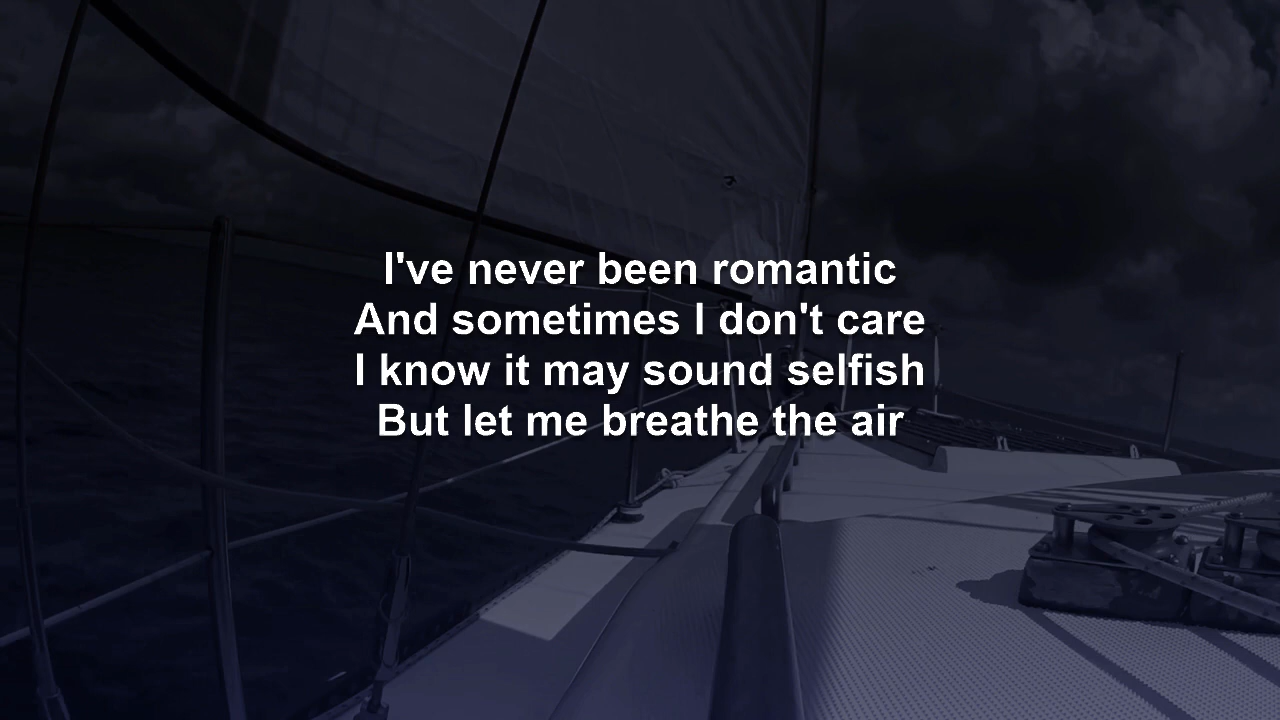 I've never been romantic
And sometimes I don't care
I know it may sound selfish
But let me breathe the air